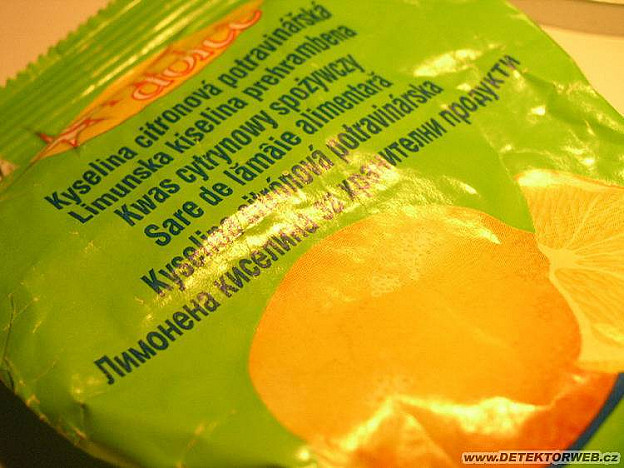 dolce
Kyselina citronová potravinářská
Limunska kiselina prehrambena
Kwas cytrynowy spożywczy
Sare de lămâie alimentară
Kyselina citrónová potravinárska
Лимонена киселина за хранителни продукти
www.DETEKTORWEB.cz